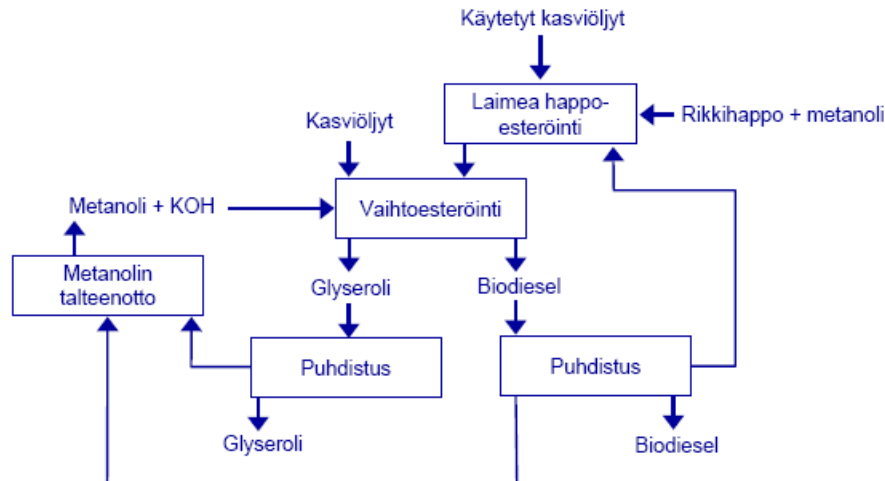 Käytetyt kasviöljyt
Laimea happo-
esteröinti
Rikkihappo + metanoli
Kasviöljyt
Metanoli + KOH
Vaihtoesteröinti
Metanolin
talteenotto
Glyseroli
Biodiesel
Puhdistus
Puhdistus
Glyseroli
Biodiesel